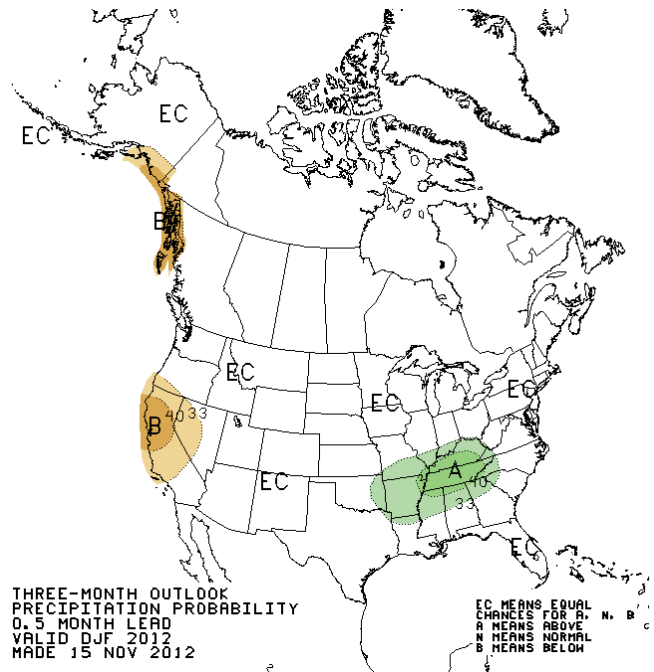 EC
EC
B
EC
EC
EC
40 33
B
A
EC
40
33
EC
THREE-MONTH OUTLOOK
PRECIPITATION PROBABILITY
0.5 MONTH LEAD
VALID DJF 2012
MADE 15 NOV 2012
EC MEANS EQUAL
CHANCES FOR A, N, B
A MEANS ABOVE
N MEANS NORMAL
B MEANS BELOW